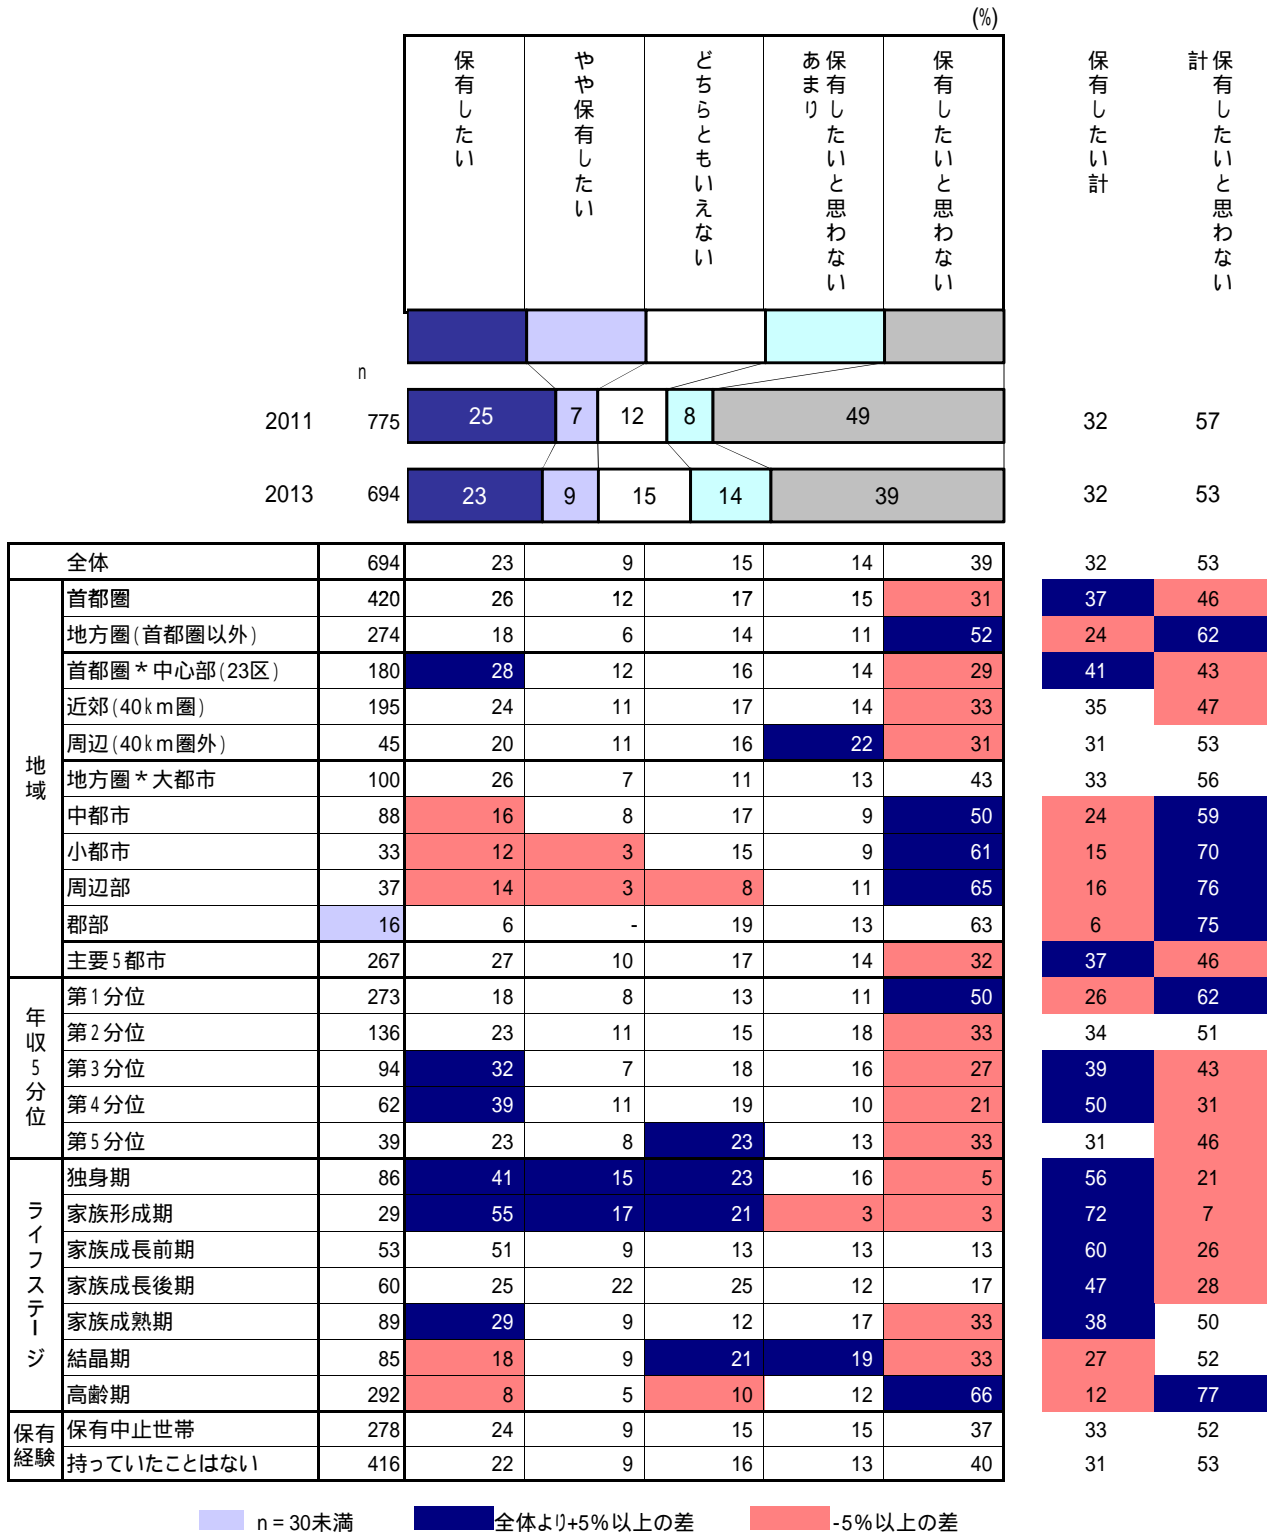 (%)
保有したい
やや保有したい
どちらともいえない
あまり
保有したいと思わない
保有したいと思わない
保有したい計
保有したいと思わない
計
n
2011 775 25 7 12 8 49 32 57
2013 694 23 9 15 14 39 32 53
全体 694 23 9 15 14 39 32 53
地域
首都圏 420 26 12 17 15 31 37 46
地方圏(首都圏以外) 274 18 6 14 11 52 24 62
首都圏*中心部(23区) 180 28 12 16 14 29 41 43
近郊(40km圏) 195 24 11 17 14 33 35 47
周辺(40km圏外) 45 20 11 16 22 31 31 53
地方圏*大都市 100 26 7 11 13 43 33 56
中都市 88 16 8 17 9 50 24 59
小都市 33 12 3 15 9 61 15 70
周辺部 37 14 3 8 11 65 16 76
郡部 16 6 - 19 13 63 6 75
主要5都市 267 27 10 17 14 32 37 46
年収5分位
第1分位 273 18 8 13 11 50 26 62
第2分位 136 23 11 15 18 33 34 51
第3分位 94 32 7 18 16 27 39 43
第4分位 62 39 11 19 10 21 50 31
第5分位 39 23 8 23 13 33 31 46
ライフステージ
独身期 86 41 15 23 16 5 56 21
家族形成期 29 55 17 21 3 3 72 7
家族成長前期 53 51 9 13 13 13 60 26
家族成長後期 60 25 22 25 12 17 47 28
家族成熟期 89 29 9 12 17 33 38 50
結晶期 85 18 9 21 19 33 27 52
高齢期 292 8 5 10 12 66 12 77
保有
経験
保有中止世帯 278 24 9 15 15 37 33 52
持っていたことはない 416 22 9 16 13 40 31 53
n=30未満 全体より+5%以上の差 -5%以上の差